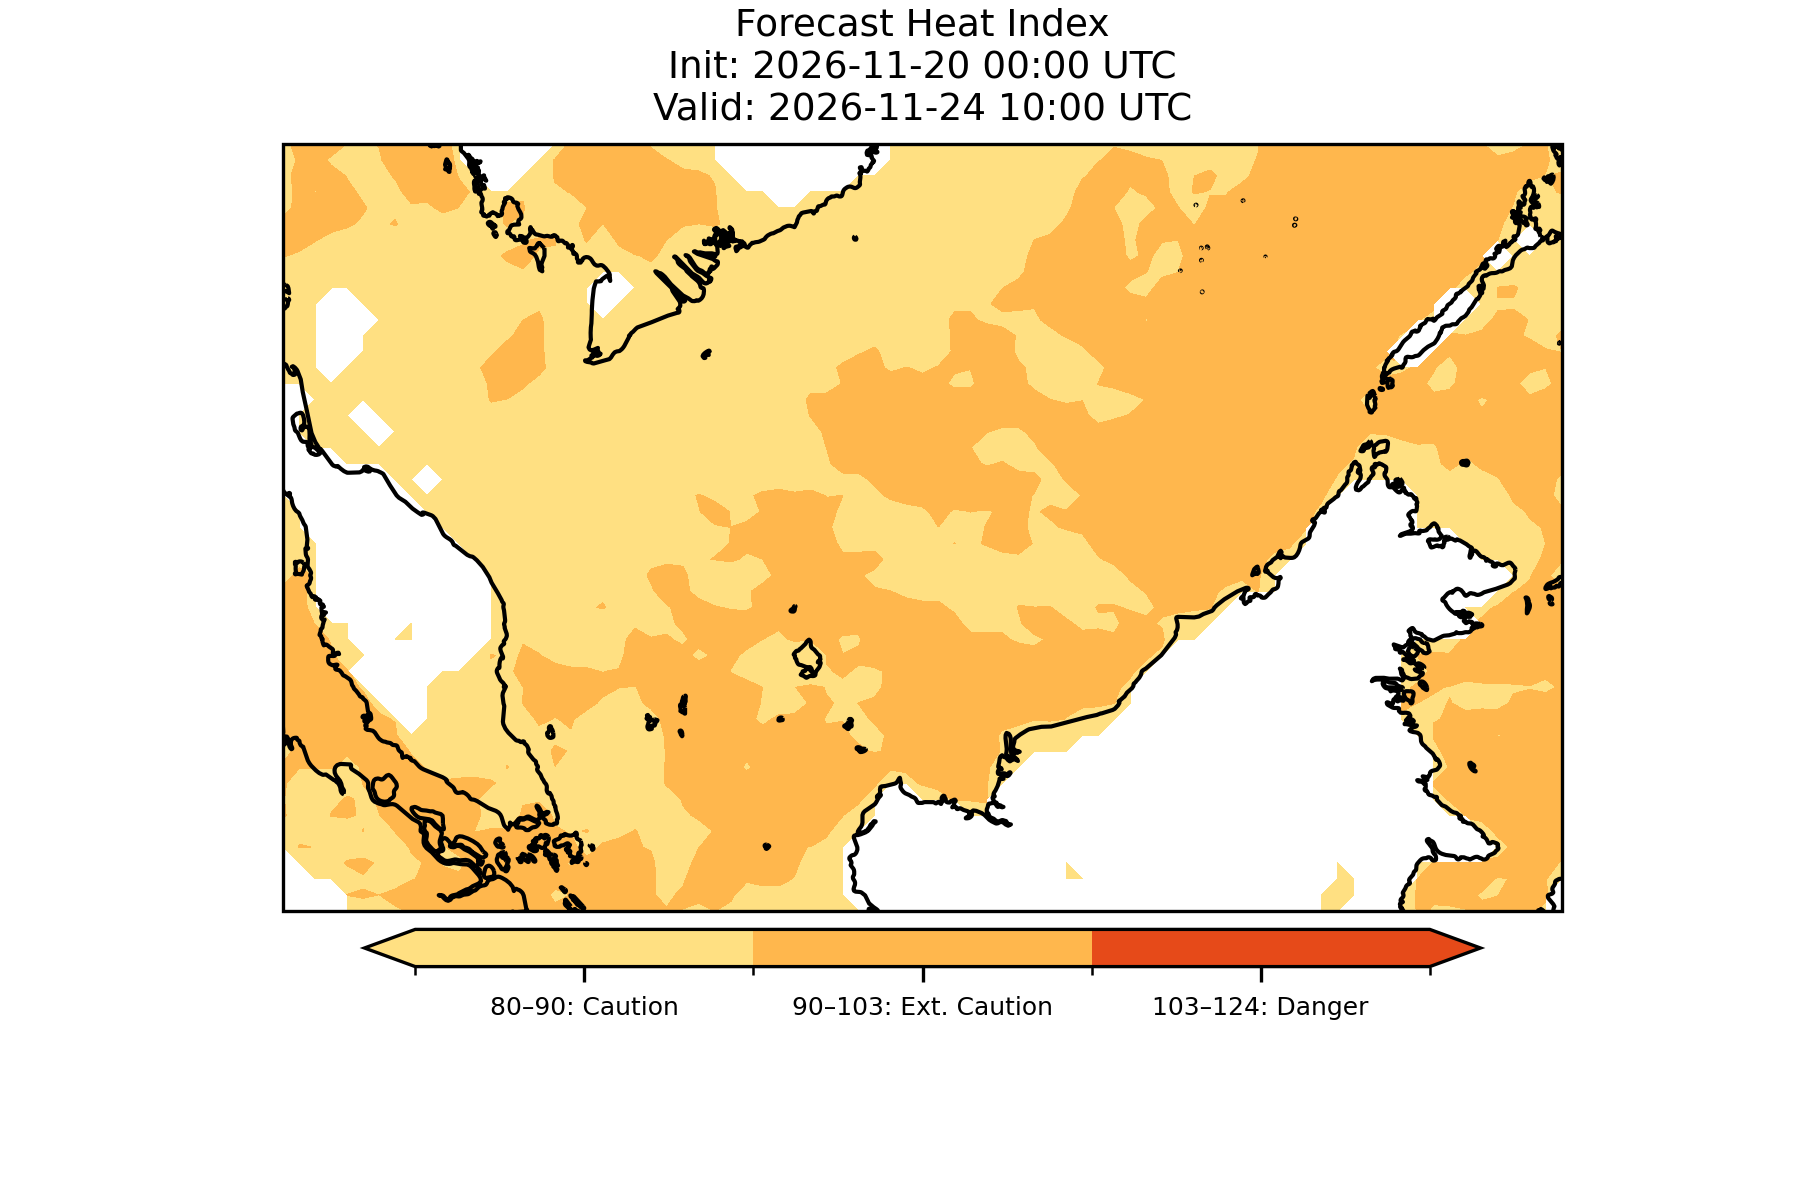 Forecast Heat Index
Init: 2026-11-20 00:00 UTC
Valid: 2026-11-24 10:00 UTC
80–90: Caution
90–103: Ext. Caution
103–124: Danger